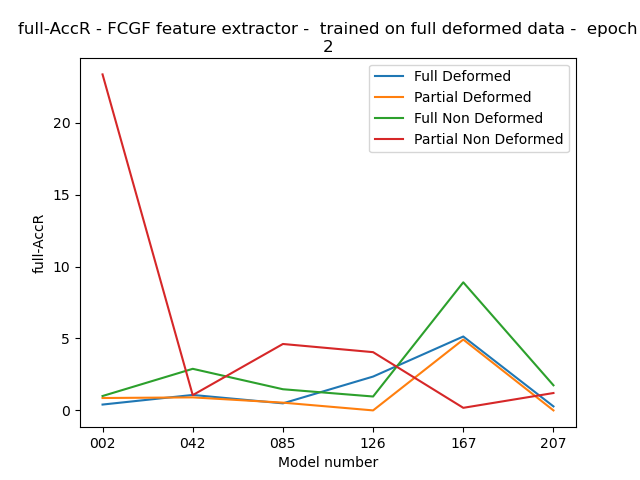 full-AccR - FCGF feature extractor -  trained on full deformed data -  epoch
2
Full Deformed
Partial Deformed
Full Non Deformed
Partial Non Deformed
20
15
10
5
0
full-AccR
002 042 085 126 167 207
Model number